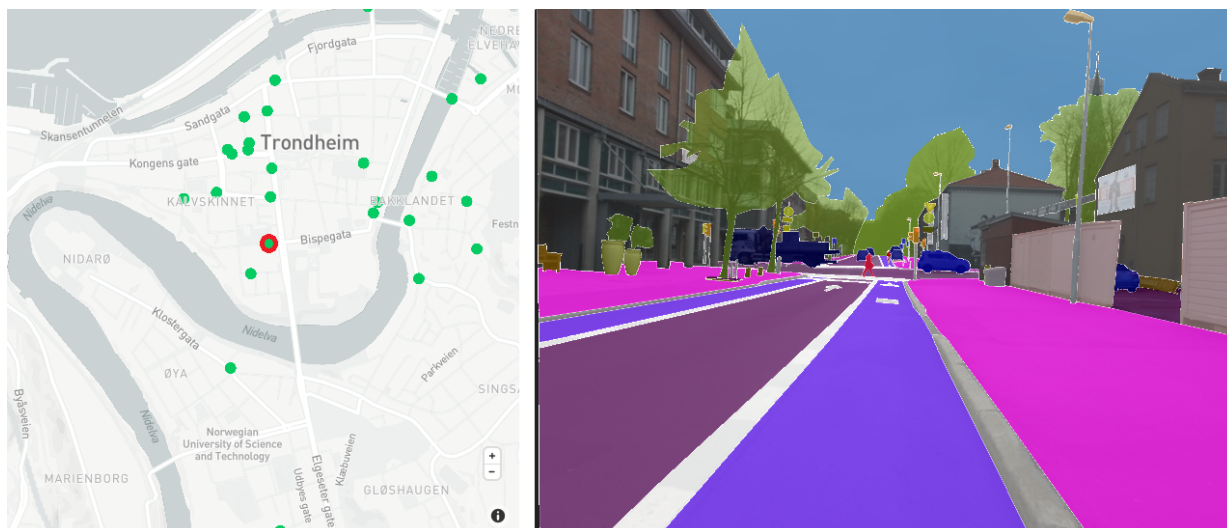 Fjordgata
NEDRE
ELVEHA
MO
Skansentunnelen
Sandgata
Trondheim
Kongens gate
KALVSKINNET
BAKKLANDET
Nidelva
Festn
Bispegata
NIDARØ
Klostergata
Nidelva
ØYA
Parkveien
SINGSA
Byåsveien
Nidelva
Norwegian
University of Science
and Technology
Elgeseter gate
Udbyes gate
Klæbuveien
MARIENBORG
GLØSHAUGEN
+
−
i